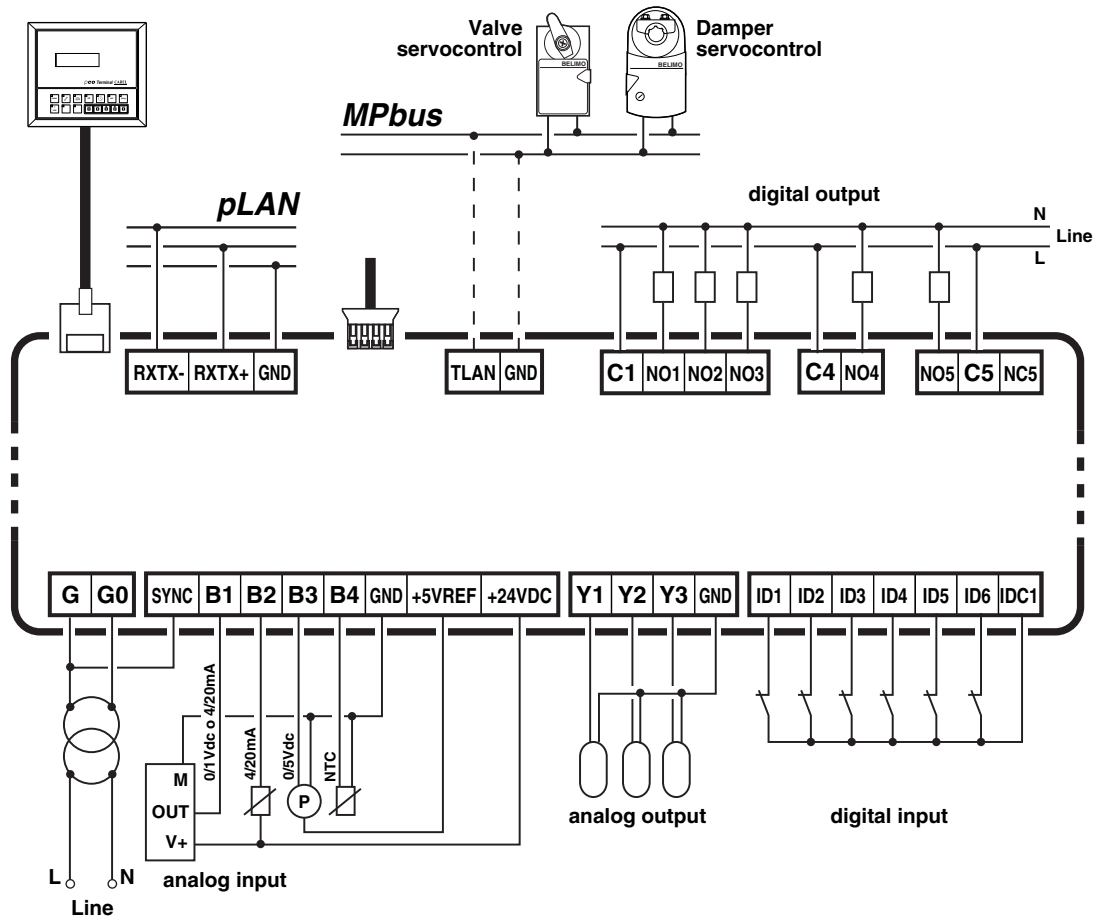 Valve
servocontrol
Damper
servocontrol
BELIMO
BELIMO
pCO Terminal CAREL
MPbus
pLAN
digital output
N
Line
L
RXTX- RXTX+ GND
TLAN GND
C1 NO1 NO2 NO3
C4 NO4
NO5 C5 NC5
G G0
SYNC B1 B2 B3 B4 GND +5VREF +24VDC
Y1 Y2 Y3 GND
ID1 ID2 ID3 ID4 ID5 ID6 IDC1
0/1Vdc o 4/20mA
4/20mA
0/5Vdc
NTC
M
OUT
V+
P
analog output
digital input
L N
Line
analog input